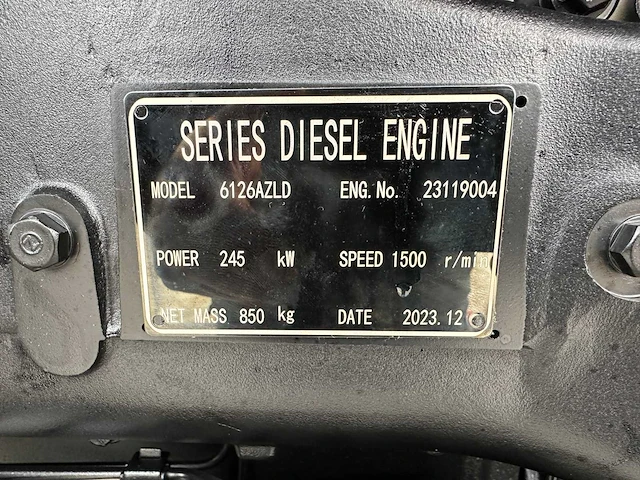 SERIES DIESEL ENGINE
MODEL 6126AZLD ENG.No. 23119004
POWER 245 kW SPEED 1500 r/min
NET MASS 850 kg DATE 2023.12